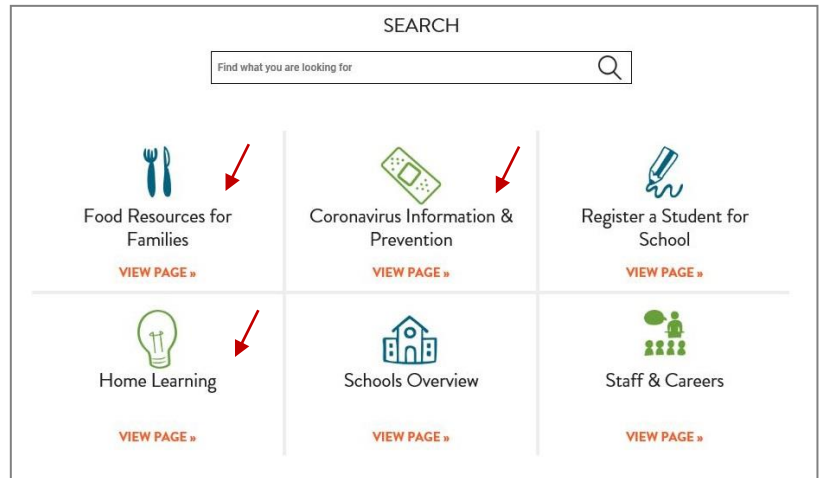 SEARCH
Find what you are looking for
Food Resources for
Families
VIEW PAGE »
Coronavirus Information &
Prevention
VIEW PAGE »
Register a Student for
School
VIEW PAGE »
Home Learning
VIEW PAGE »
Schools Overview
VIEW PAGE »
Staff & Careers
VIEW PAGE »